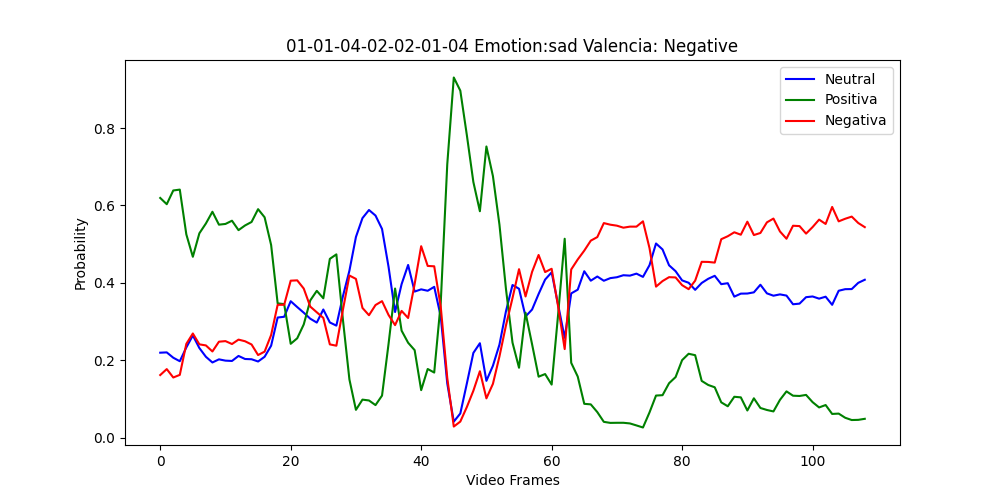 01-01-04-02-02-01-04 Emotion:sad Valencia: Negative
Neutral
Positiva
Negativa
Probability
0.8
0.6
0.4
0.2
0.0
0 20 40 60 80 100
Video Frames